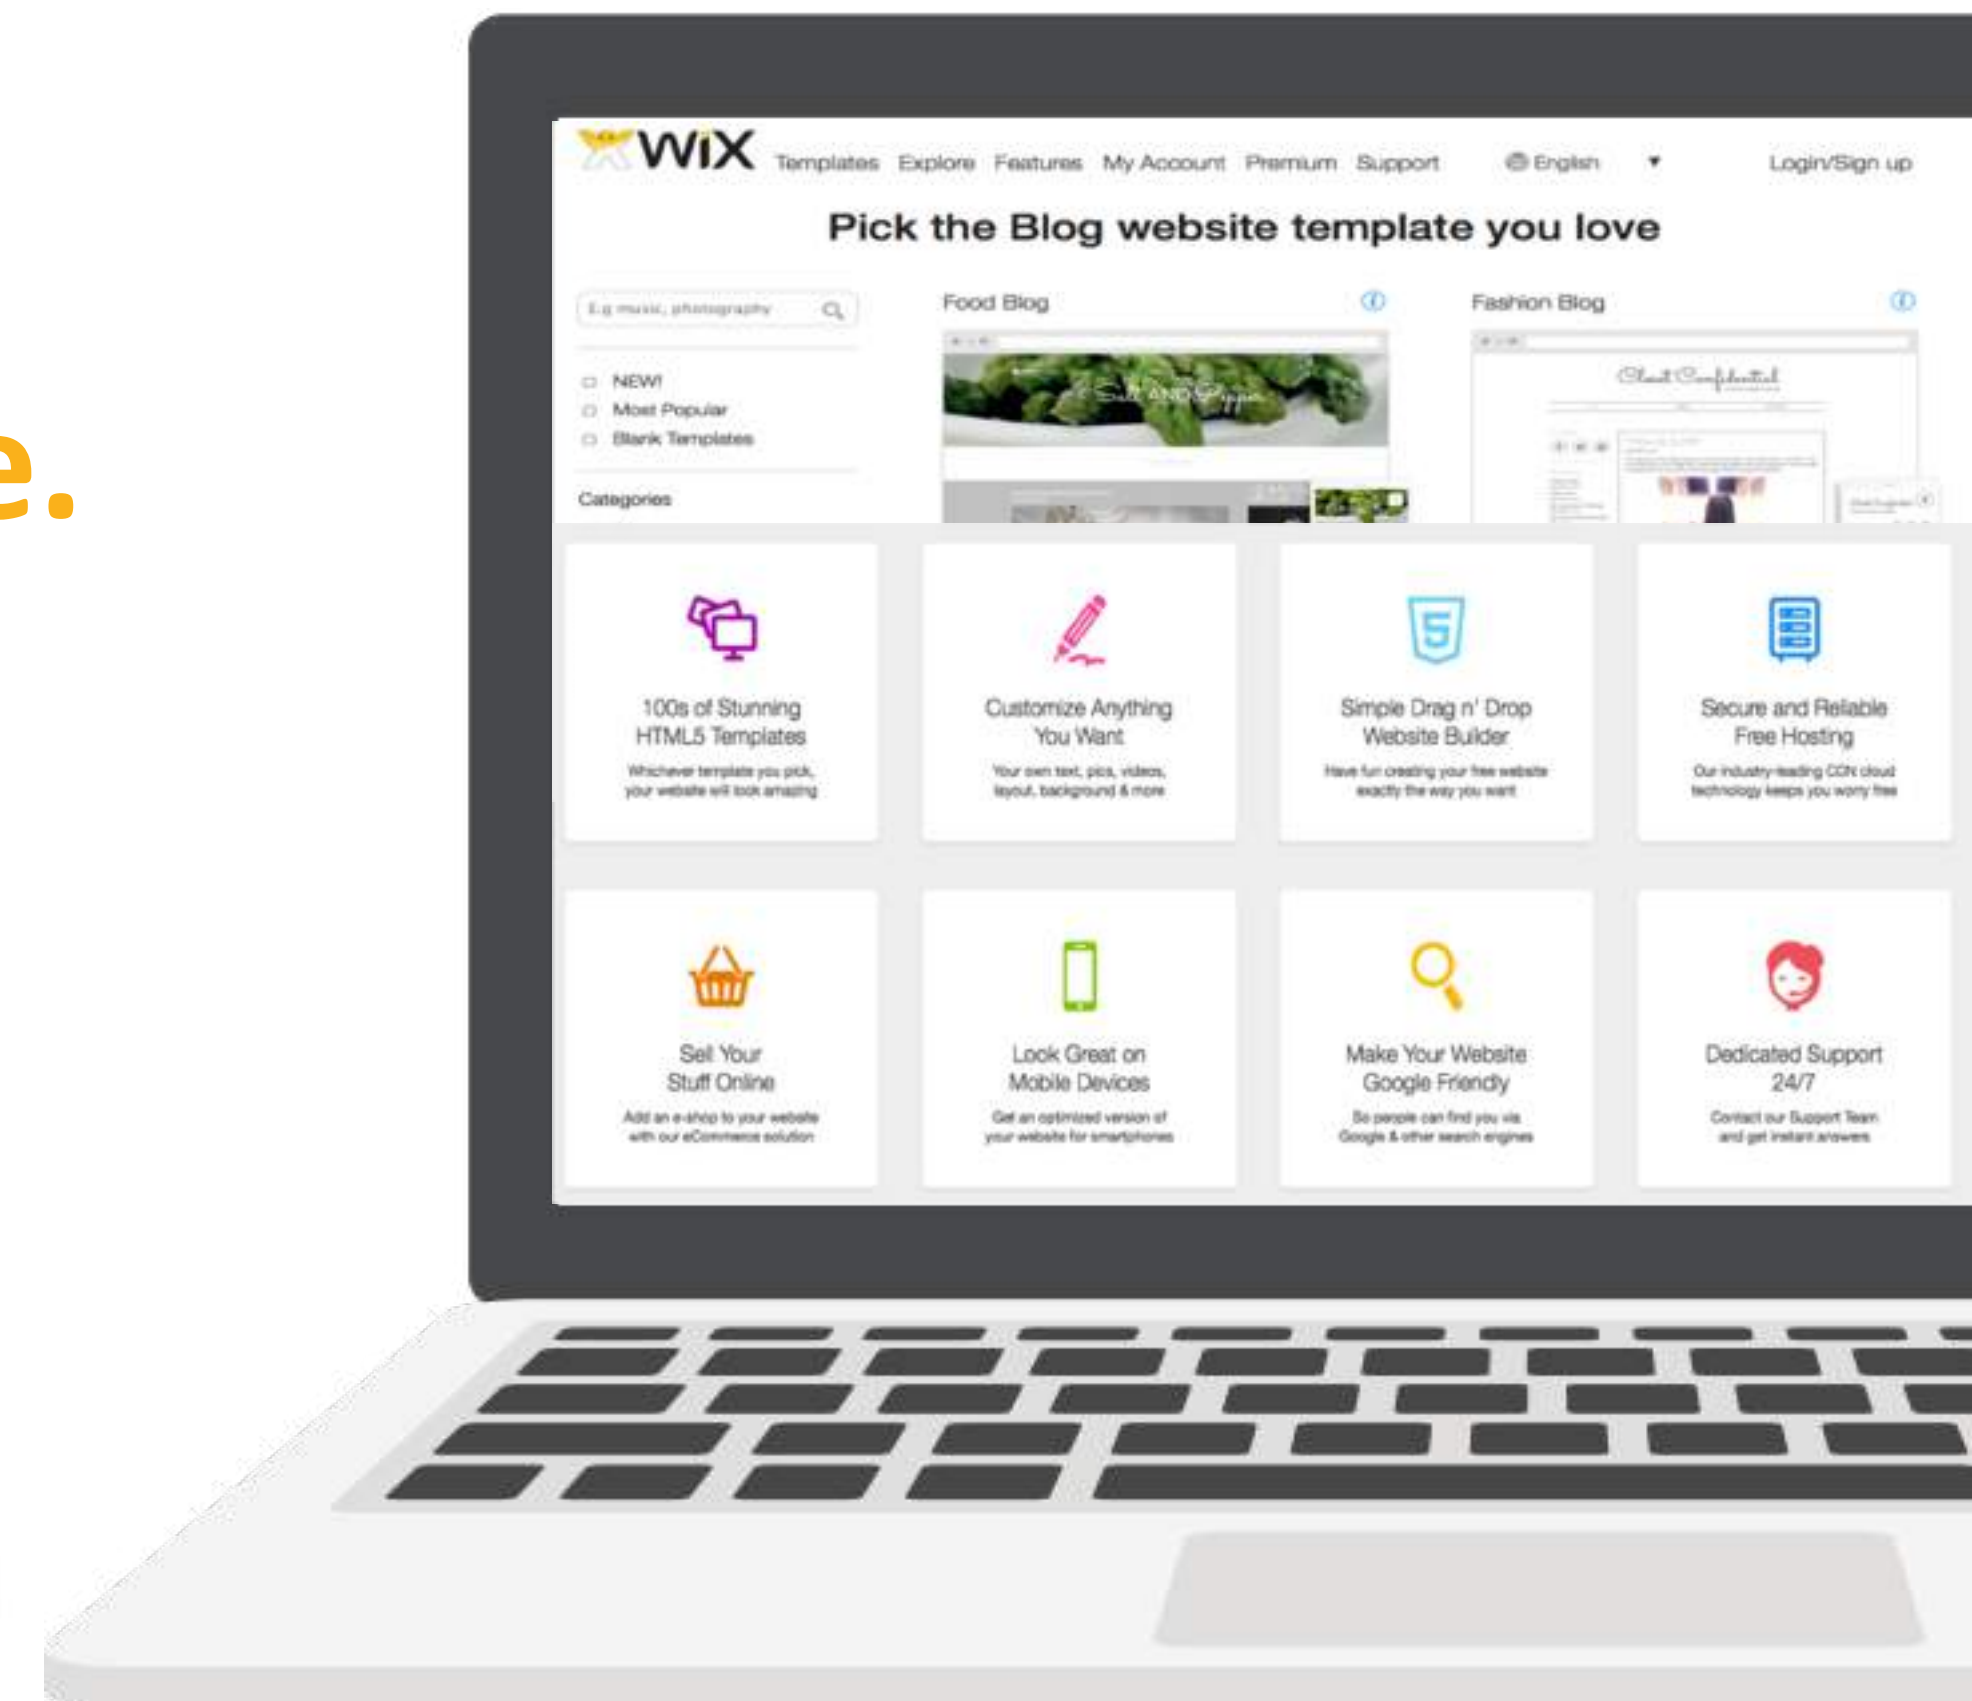 e.
WiX
Templates Explore Features My Account Premium Support English Login/Sign up
Pick the Blog website template you love
E.g music, photography
Food Blog
Fashion Blog
NEW!
Most Popular
Blank Templates
Categories
Salt AND Pepper
Closet Confidential
100s of Stunning
HTML5 Templates
Whichever template you pick,
your website will look amazing
Customize Anything
You Want
Your own text, pics, videos,
layout, background & more
Simple Drag n' Drop
Website Builder
Have fun creating your free website
exactly the way you want
Secure and Reliable
Free Hosting
Our industry-leading CDN cloud
technology keeps you worry free
Sell Your
Stuff Online
Add an e-shop to your website
with our eCommerce solution
Look Great on
Mobile Devices
Get an optimized version of
your website for smartphones
Make Your Website
Google Friendly
So people can find you via
Google & other search engines
Dedicated Support
24/7
Contact our Support Team
and get instant answers